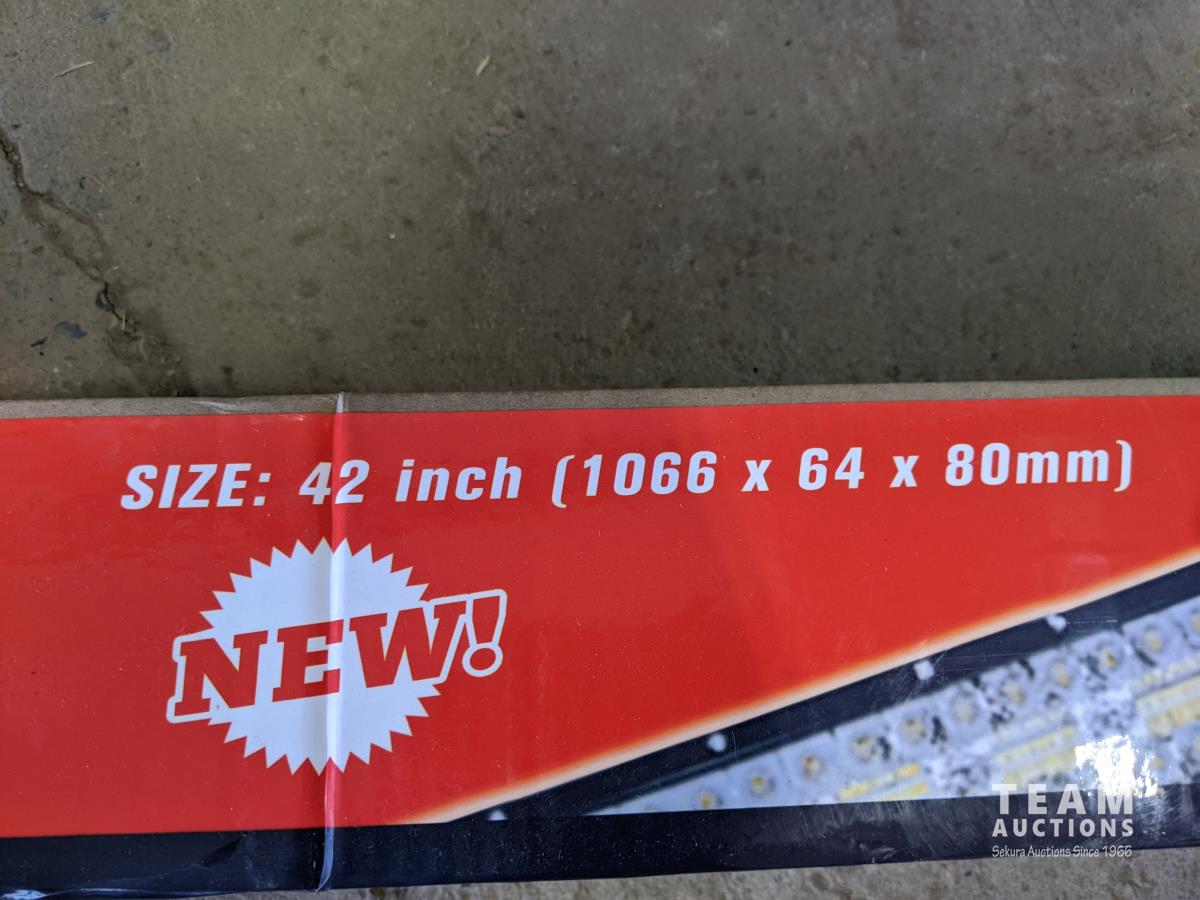 SIZE: 42 inch (1066 x 64 x 80mm)
NEW!
TEAM
AUCTIONS
Sekura Auctions Since 1966